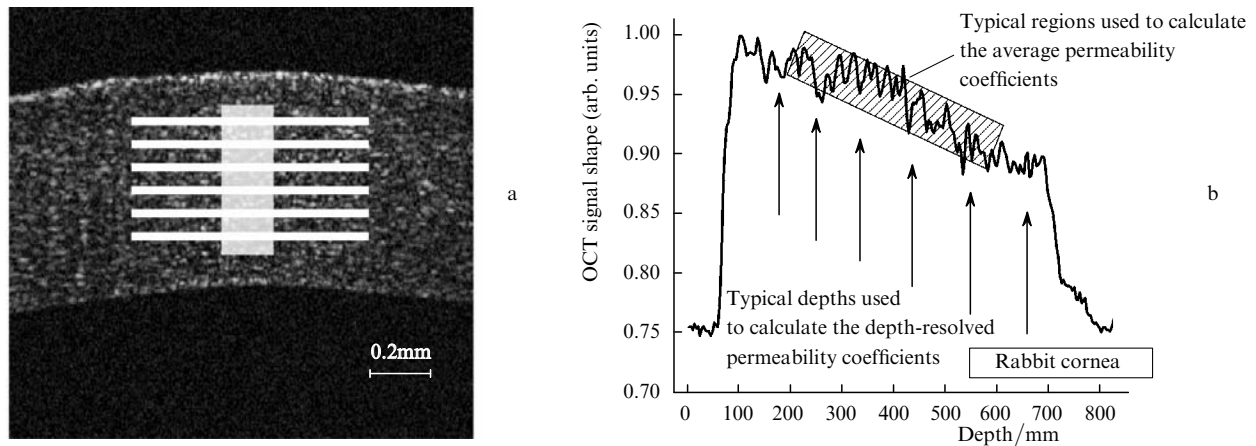 0.2mm
a
OCT signal shape (arb. units)
1.00
0.95
0.90
0.85
0.80
0.75
0.70
Typical regions used to calculate
the average permeability
coefficients
Typical depths used
to calculate the depth-resolved
permeability coefficients
Rabbit cornea
0
100
200
300
400
500
600
700
800
Depth/mm
b